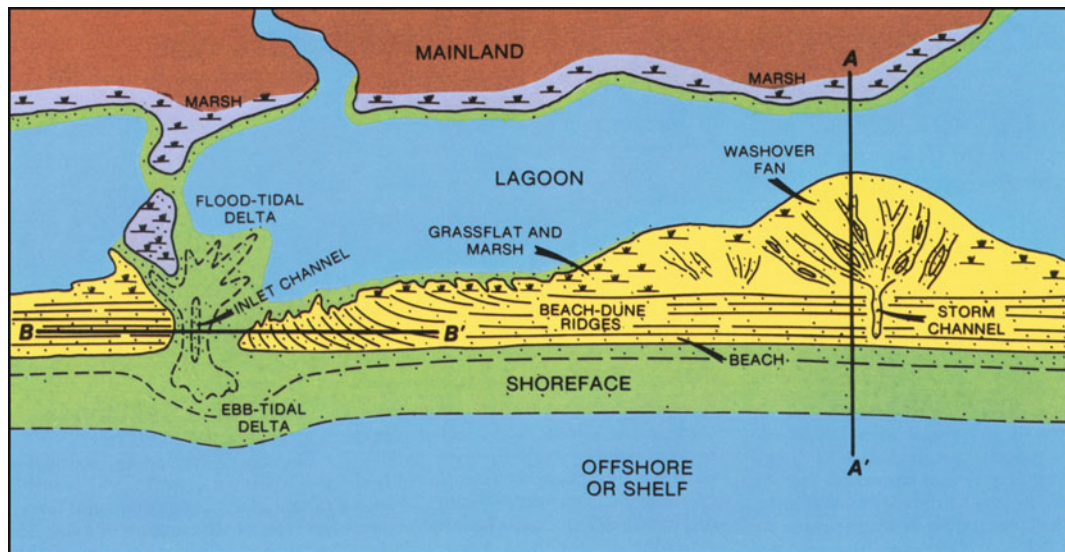 MAINLAND
A
MARSH
MARSH
WASHOVER
FAN
LAGOON
FLOOD-TIDAL
DELTA
GRASSFLAT AND
MARSH
INLET CHANNEL
B
B'
BEACH-DUNE
RIDGES
STORM
CHANNEL
BEACH
SHOREFACE
EBB-TIDAL
DELTA
A'
OFFSHORE
OR SHELF